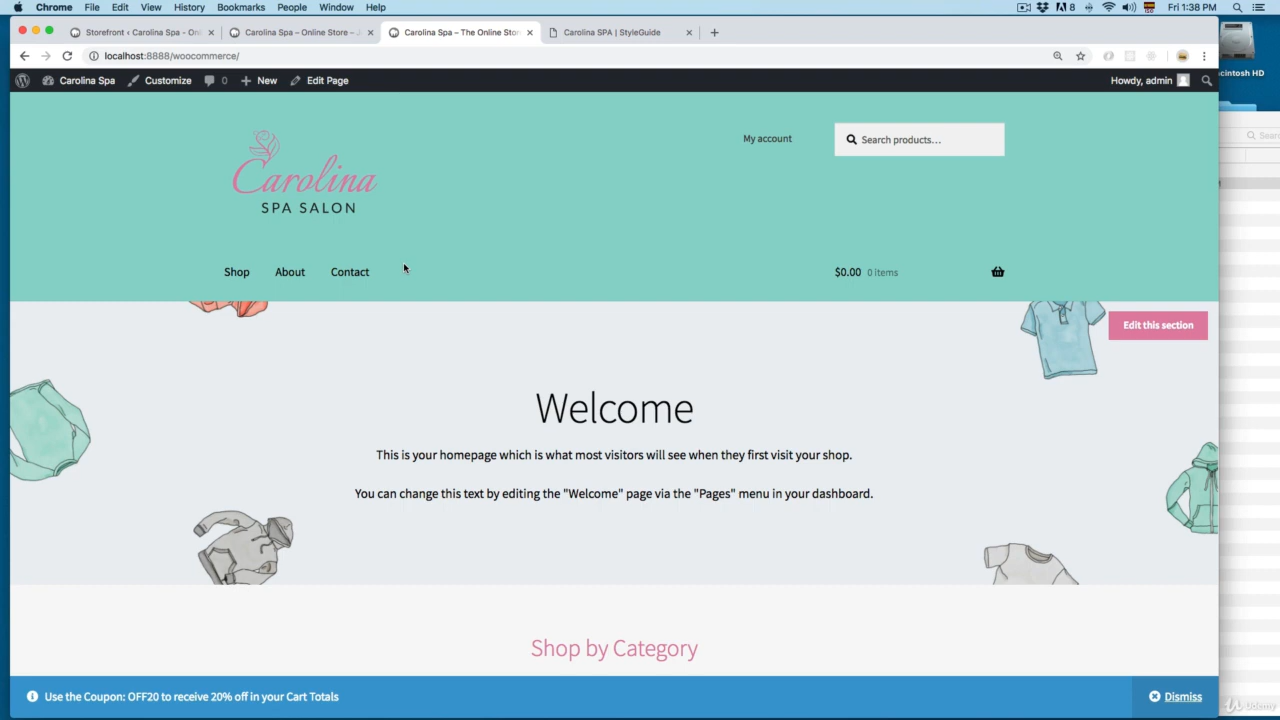 Chrome File Edit View History Bookmarks People Window Help 8 Fri 1:38 PM
Storefront ‹ Carolina Spa - Onl Carolina Spa – Online Store – Carolina Spa – The Online Stor Carolina SPA | StyleGuide
localhost:8888/woocommerce/
Carolina Spa Customize 0 New Edit Page Howdy, admin
cintosh HD
Carolina
SPA SALON
My account Search products…
Shop About Contact $0.00 0 items
Edit this section
Welcome
This is your homepage which is what most visitors will see when they first visit your shop.
You can change this text by editing the "Welcome" page via the "Pages" menu in your dashboard.
Shop by Category
Use the Coupon: OFF20 to receive 20% off in your Cart Totals Dismiss
Udemy